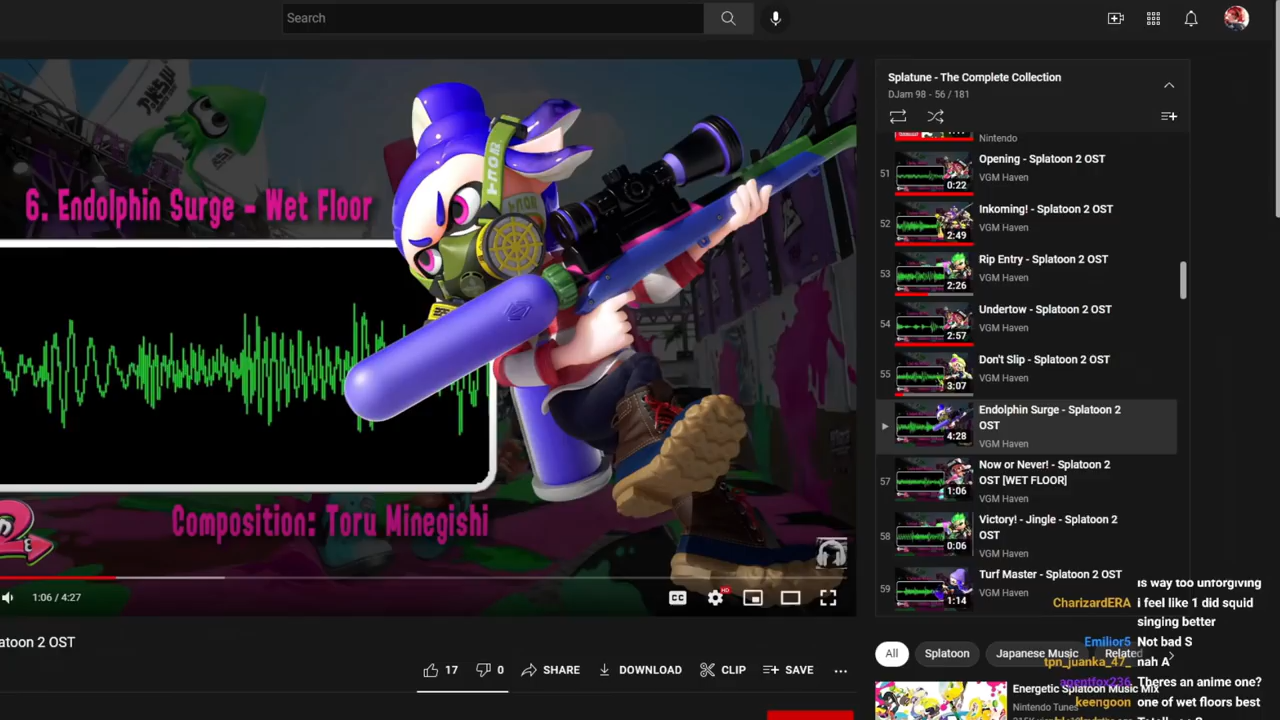 Search
Splatune - The Complete Collection
DJam 98 - 56 / 181
Nintendo
51
Opening - Splatoon 2 OST
VGM Haven
0:22
52
Inkoming! - Splatoon 2 OST
VGM Haven
2:49
53
Rip Entry - Splatoon 2 OST
VGM Haven
2:26
54
Undertow - Splatoon 2 OST
VGM Haven
2:57
55
Don't Slip - Splatoon 2 OST
VGM Haven
3:07
Endolphin Surge - Splatoon 2
OST
VGM Haven
4:28
57
Now or Never! - Splatoon 2
OST [WET FLOOR]
VGM Haven
1:06
58
Victory! - Jingle - Splatoon 2
OST
VGM Haven
0:06
59
Turf Master - Splatoon 2 OST
1:14
6. Endolphin Surge - Wet Floor
Composition: Toru Minegishi
1:06 / 4:27
CC
HD
atoon 2 OST
17
0
SHARE
DOWNLOAD
CLIP
SAVE
All
Splatoon
Japanese Music
Related
Energetic Splatoon Music Mix
Nintendo Tunes
is way too unforgiving
CharizardERA i feel like 1 did squid
singing better
Emilior5 Not bad S
tpn_juanka_47_ nah A
agentfox236 Theres an anime one?
keengoon one of wet floors best